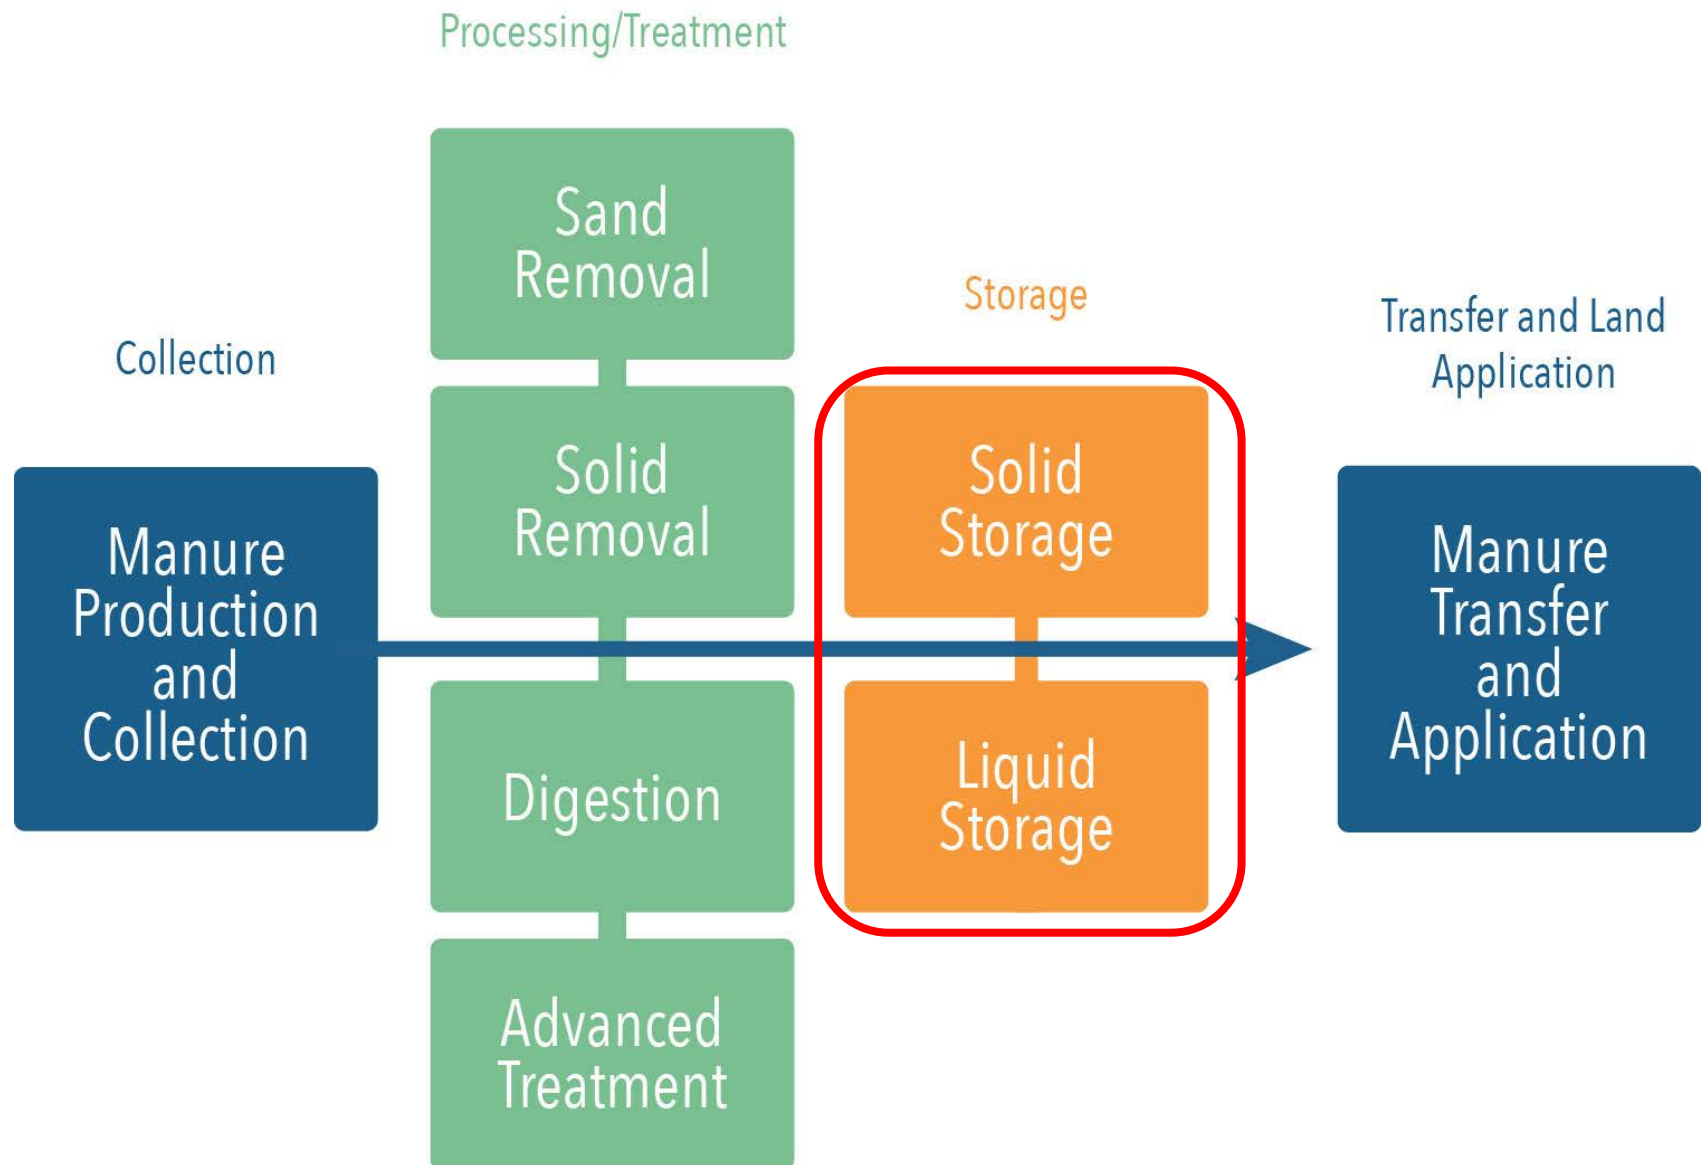 Processing/Treatment
Sand
Removal
Solid
Removal
Digestion
Advanced
Treatment
Collection
Manure
Production
and
Collection
Storage
Solid
Storage
Liquid
Storage
Transfer and Land
Application
Manure
Transfer
and
Application